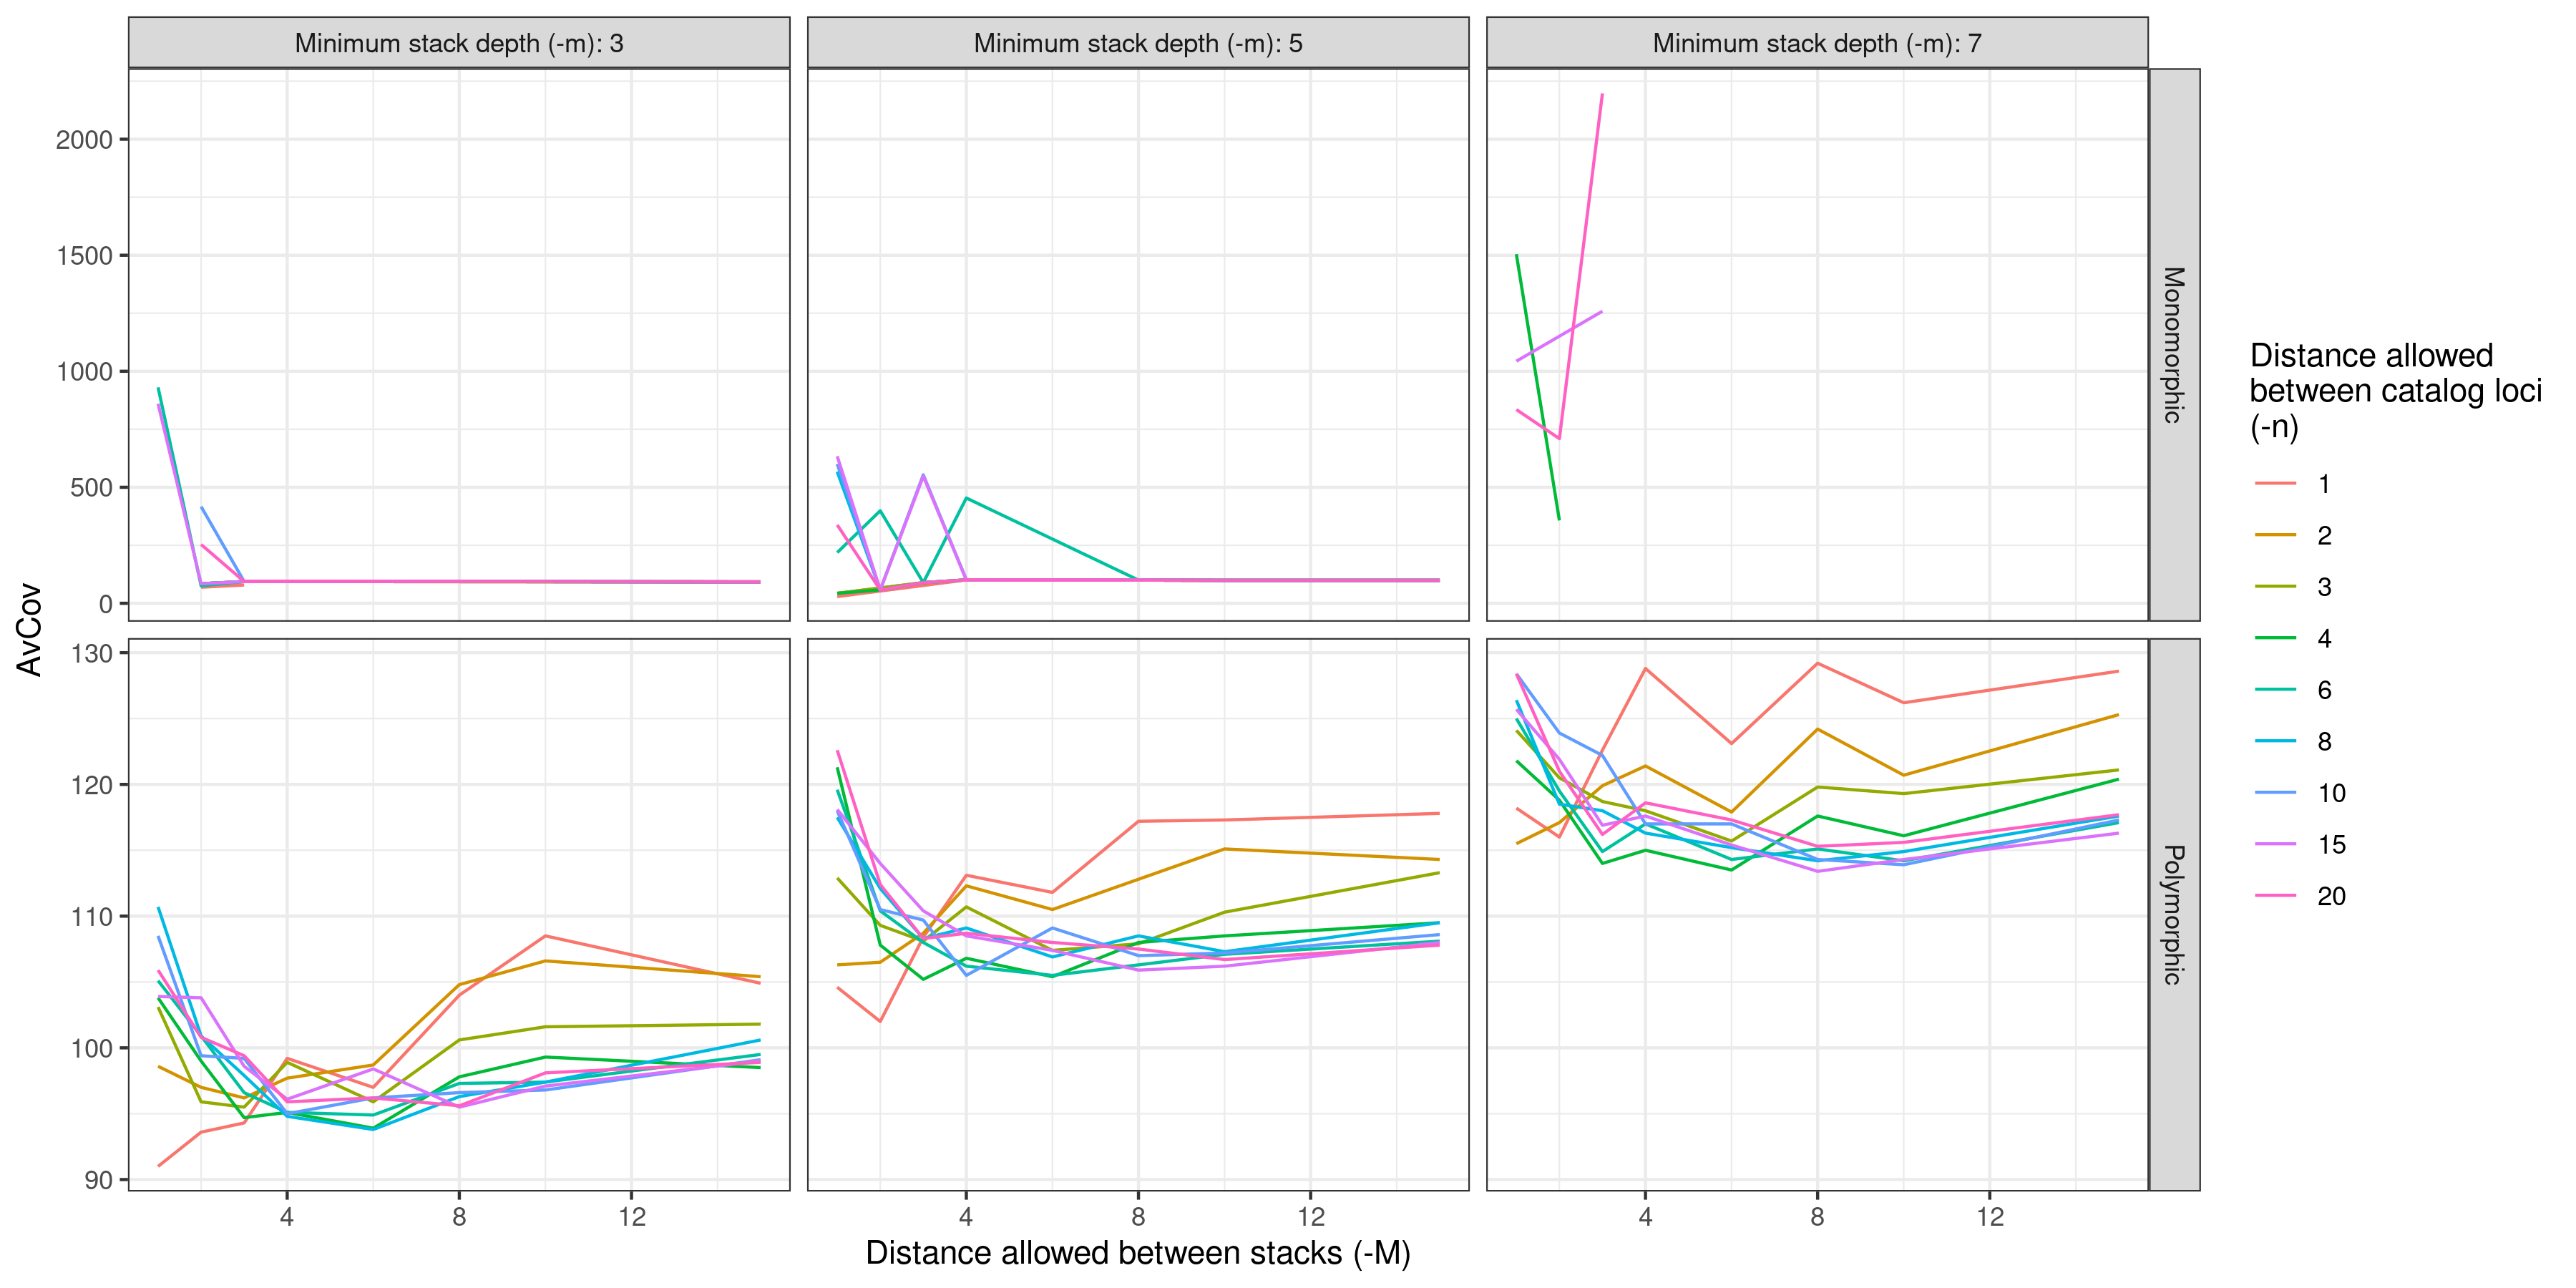 Minimum stack depth (-m): 3
Minimum stack depth (-m): 5
Minimum stack depth (-m): 7
2000
1500
1000
500
0
Monomorphic
130
120
110
100
90
Polymorphic
AvCov
4
8
12
4
8
12
4
8
12
Distance allowed between stacks (-M)
Distance allowed
between catalog loci
(-n)
1
2
3
4
6
8
10
15
20